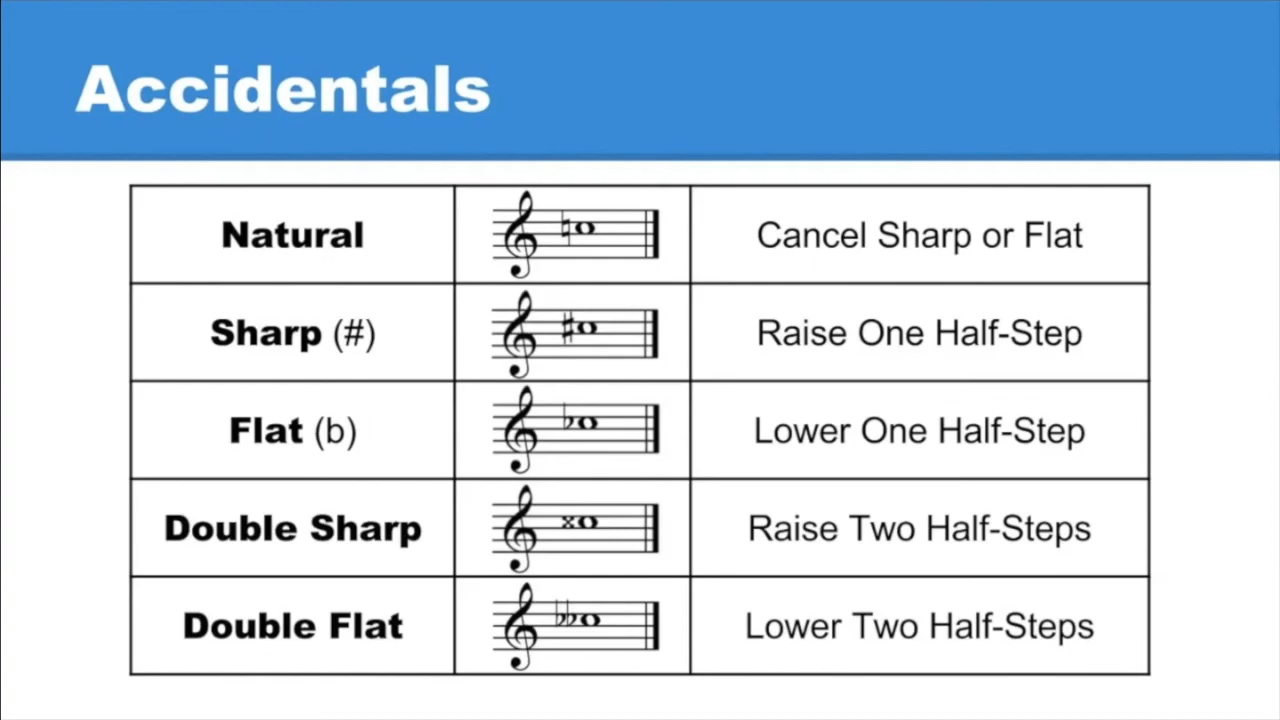 Accidentals
Natural
Cancel Sharp or Flat
Sharp (#)
Raise One Half-Step
Flat (b)
Lower One Half-Step
Double Sharp
Raise Two Half-Steps
Double Flat
Lower Two Half-Steps